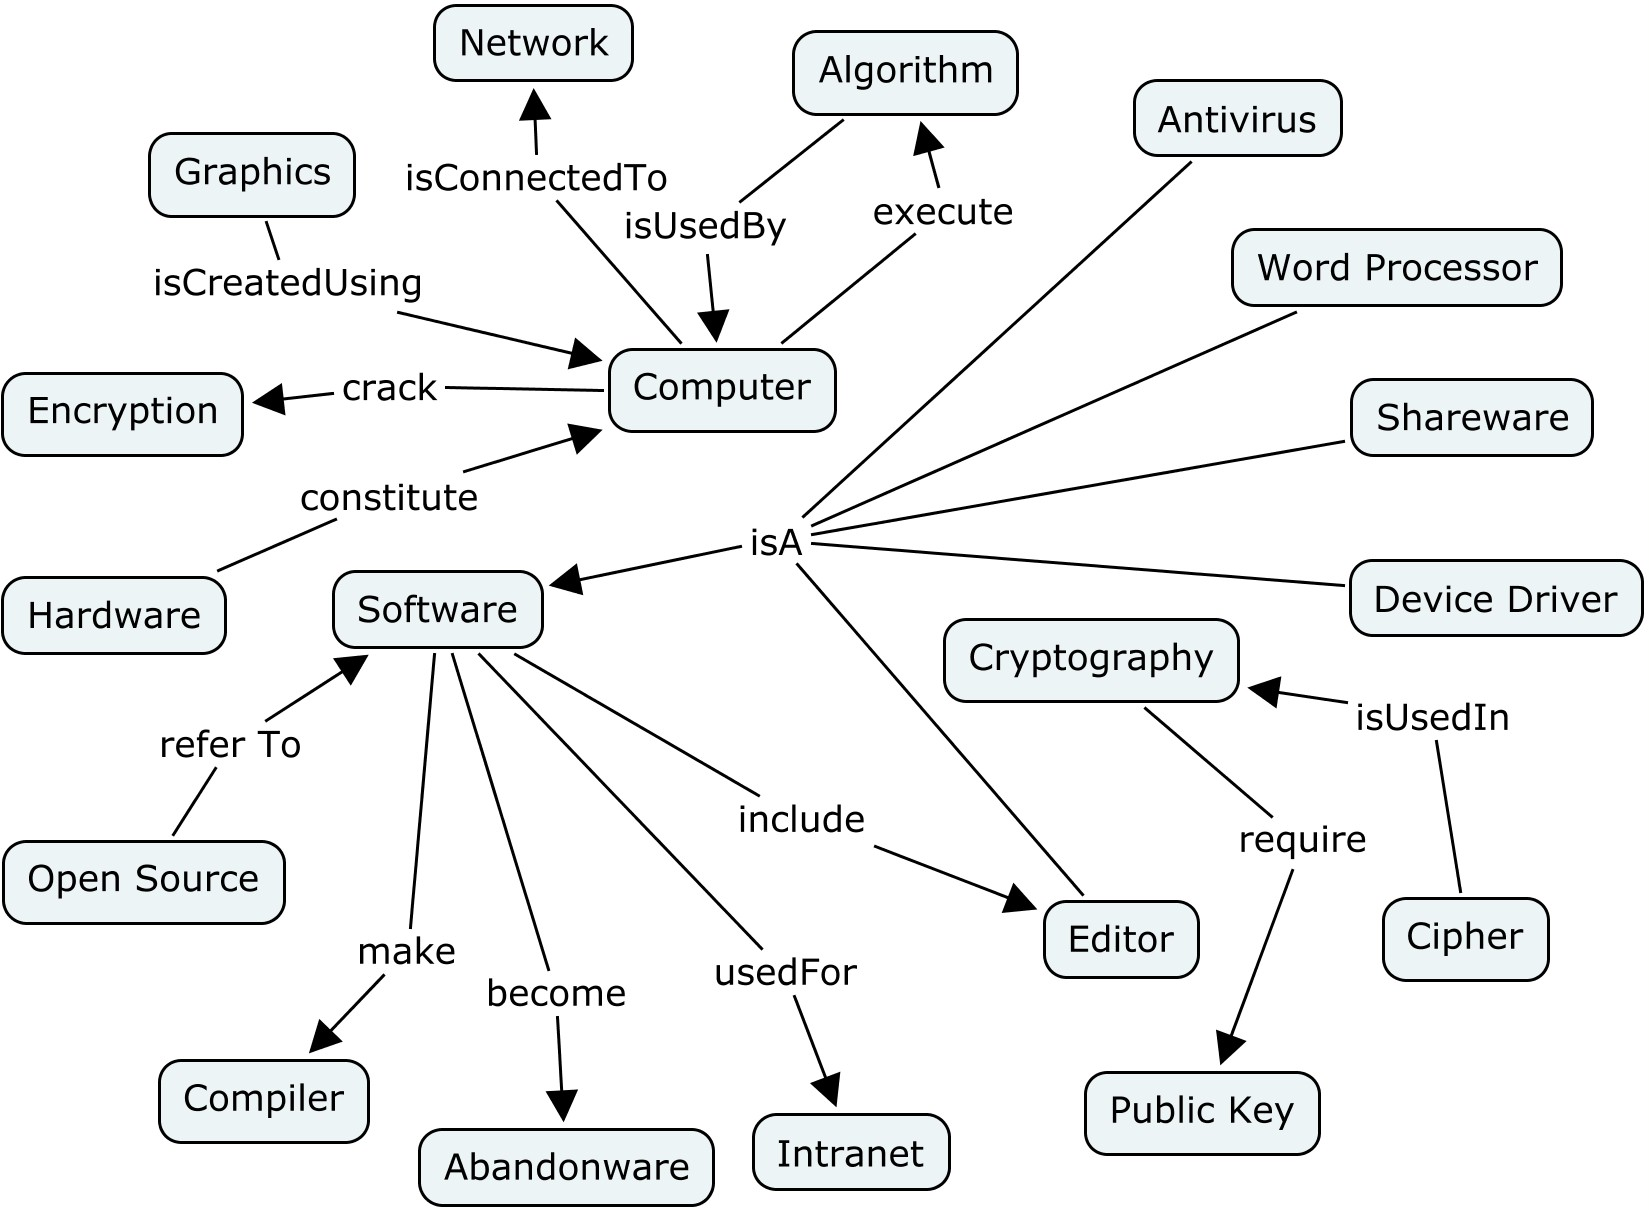 Network
Algorithm
Antivirus
Graphics
isConnectedTo
isUsedBy
execute
Word Processor
isCreatedUsing
Encryption
crack
Computer
Shareware
constitute
isA
Hardware
Software
Device Driver
Cryptography
isUsedIn
refer To
include
require
Open Source
Editor
Cipher
make
become
usedFor
Compiler
Abandonware
Intranet
Public Key